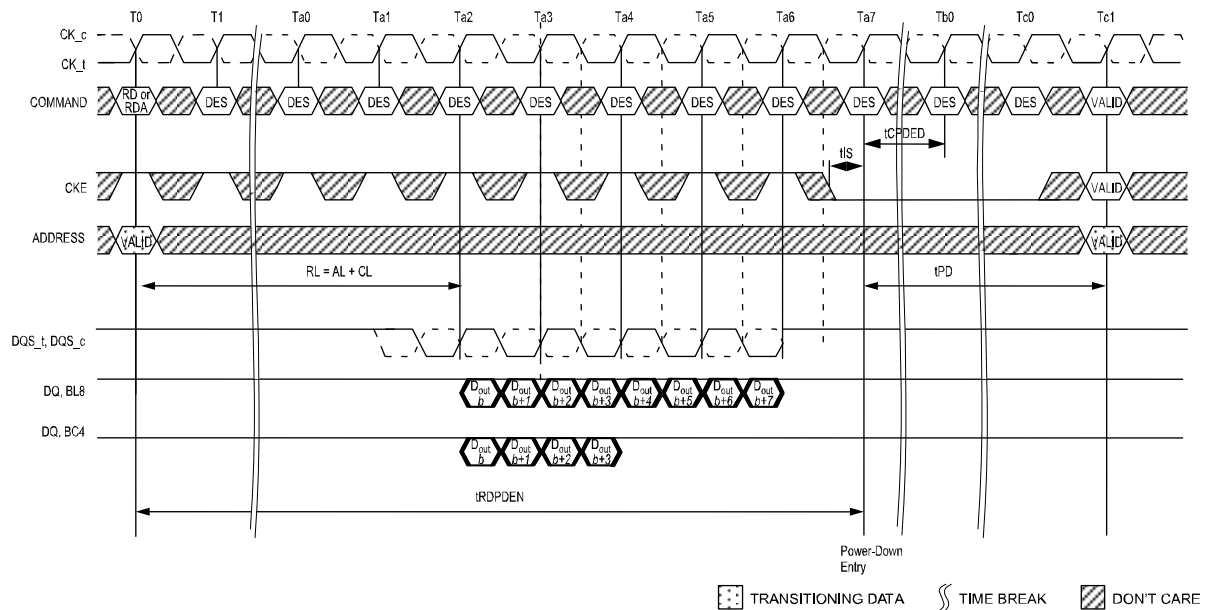 T0 T1 Ta0 Ta1 Ta2 Ta3 Ta4 Ta5 Ta6 Ta7 Tb0 Tc0 Tc1
CK_c
CK_t
COMMAND RD or RDA DES DES DES DES DES DES DES DES DES DES DES VALID
tCPDED
tIS
CKE VALID
ADDRESS VALID VALID
RL = AL + CL tPD
DQS_t, DQS_c
DQ, BL8 Dout b Dout b+1 Dout b+2 Dout b+3 Dout b+4 Dout b+5 Dout b+6 Dout b+7
DQ, BC4 Dout b Dout b+1 Dout b+2 Dout b+3
tRDPDEN
Power-Down
Entry
TRANSITIONING DATA TIME BREAK DON'T CARE